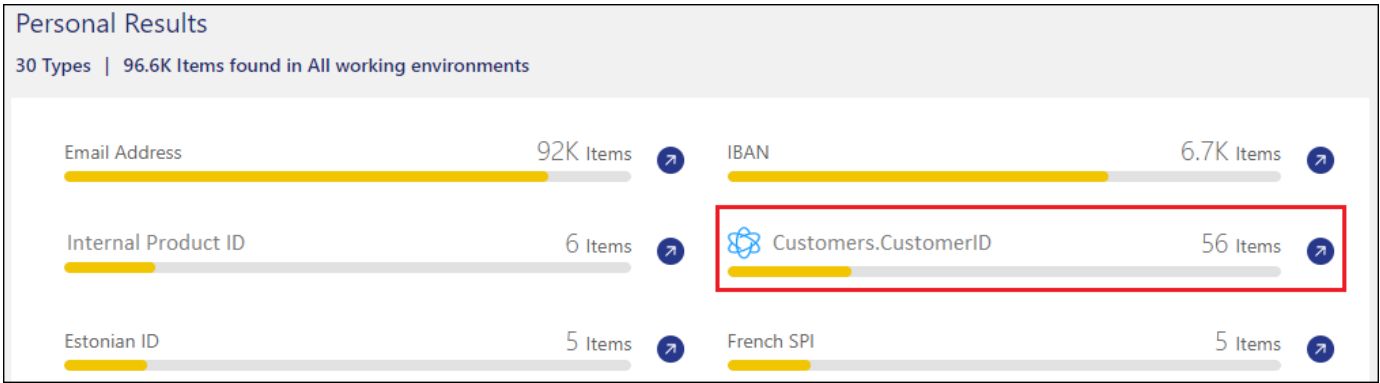 Personal Results
30 Types | 96.6K Items found in All working environments
Email Address 92K Items
IBAN 6.7K Items
Internal Product ID 6 Items
Customers.CustomerID 56 Items
Estonian ID 5 Items
French SPI 5 Items